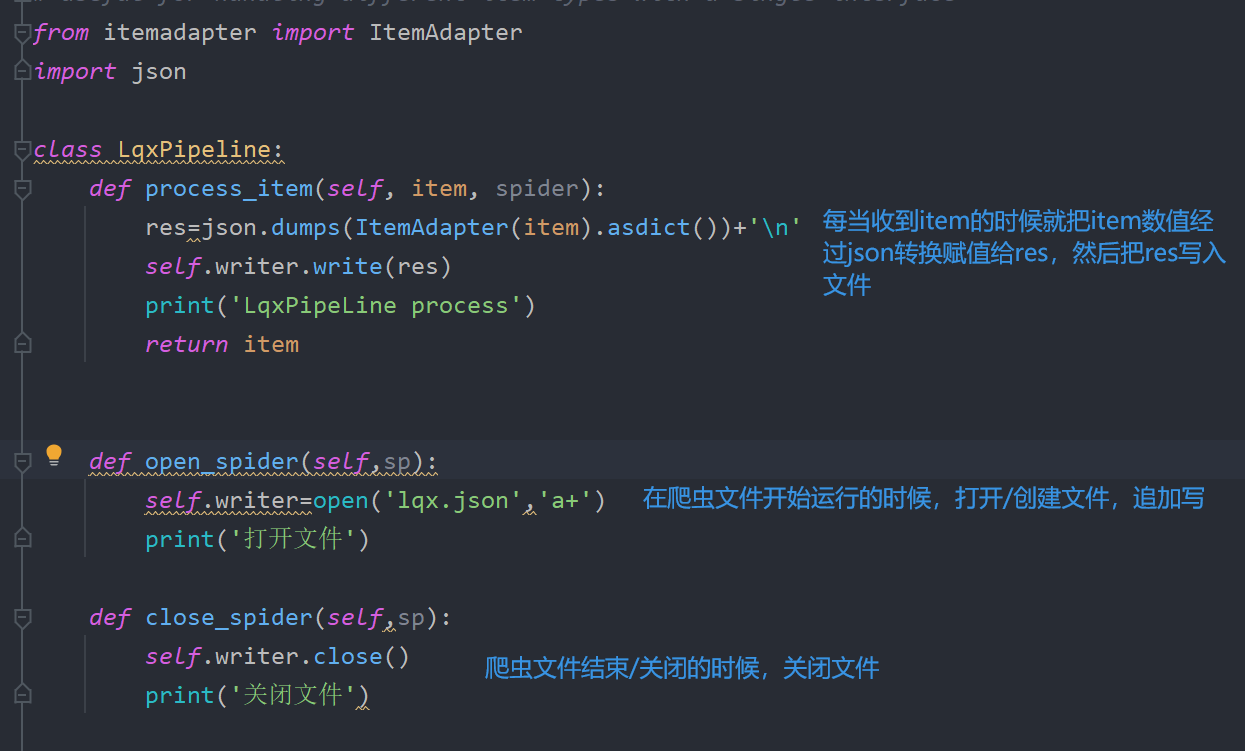 from itemadapter import ItemAdapter
import json
class LqxPipeline:
def process_item(self, item, spider):
res=json.dumps(ItemAdapter(item).asdict())+'\n'
每当收到item的时候就把item数值经
过json转换赋值给res，然后把res写入
文件
self.writer.write(res)
print('LqxPipeLine process')
return item
def open_spider(self,sp):
self.writer=open('lqx.json','a+')
在爬虫文件开始运行的时候，打开/创建文件，追加写
print('打开文件')
def close_spider(self,sp):
self.writer.close()
爬虫文件结束/关闭的时候，关闭文件
print('关闭文件')